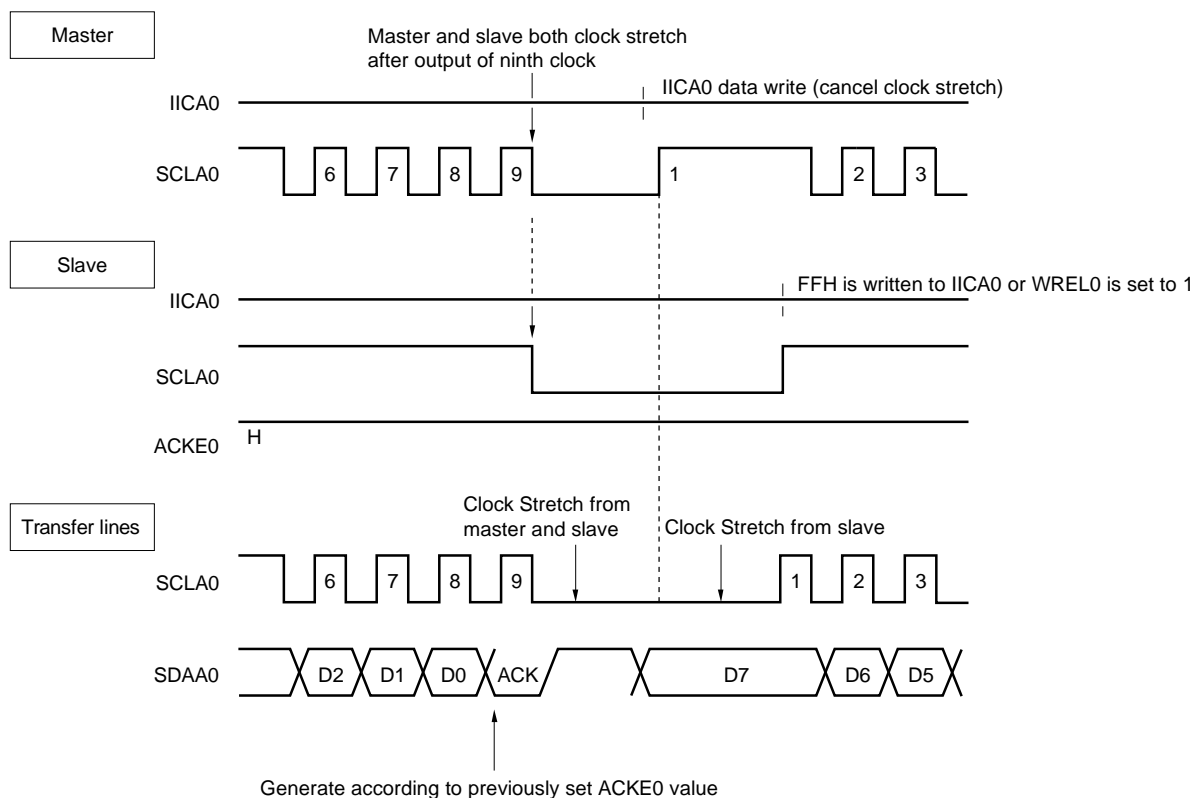 Master
Master and slave both clock stretch
after output of ninth clock
IICA0 data write (cancel clock stretch)
IICA0
SCLA0
6 7 8 9 1 2 3
Slave
FFH is written to IICA0 or WREL0 is set to 1
IICA0
SCLA0
H
ACKE0
Transfer lines
Clock Stretch from
master and slave
Clock Stretch from slave
SCLA0
6 7 8 9 1 2 3
SDAA0
D2 D1 D0 ACK D7 D6 D5
Generate according to previously set ACKE0 value